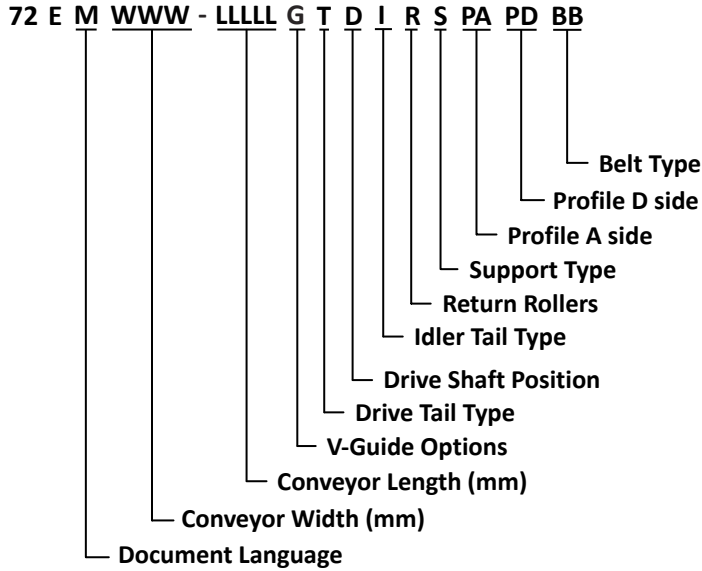 72 E M WWW - LLLLL G T D I R S PA PD BB
Belt Type
Profile D side
Profile A side
Support Type
Return Rollers
Idler Tail Type
Drive Shaft Position
Drive Tail Type
V-Guide Options
Conveyor Length (mm)
Conveyor Width (mm)
Document Language